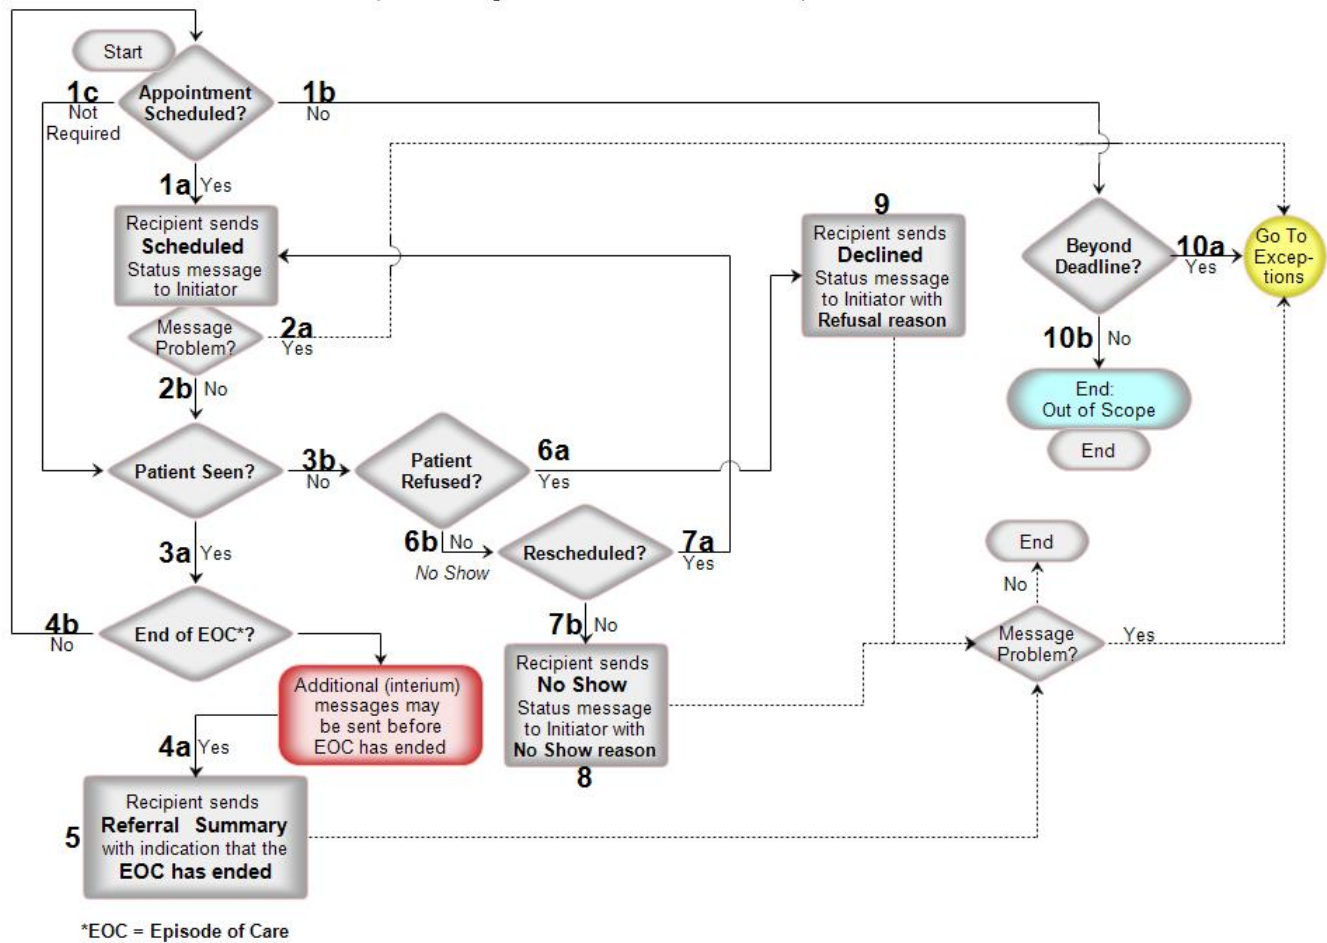 Start
Appointment
Scheduled?
1c
Not
Required
1b
No
1a Yes
Recipient sends
Scheduled
Status message
to Initiator
Message
Problem?
2a
Yes
2b No
9
Recipient sends
Declined
Status message
to Initiator with
Refusal reason
Beyond
Deadline?
10a
Yes
Go To
Excep-
tions
10b No
End:
Out of Scope
End
Patient Seen?
3b
No
Patient
Refused?
6a
Yes
6b No
No Show
Rescheduled?
7a
Yes
3a Yes
End of EOC*?
4b
No
7b No
Recipient sends
No Show
Status message
to Initiator with
No Show reason
8
End
No
Message
Problem?
Yes
Additional (interium)
messages may
be sent before
EOC has ended
4a Yes
5
Recipient sends
Referral Summary
with indication that the
EOC has ended
*EOC = Episode of Care